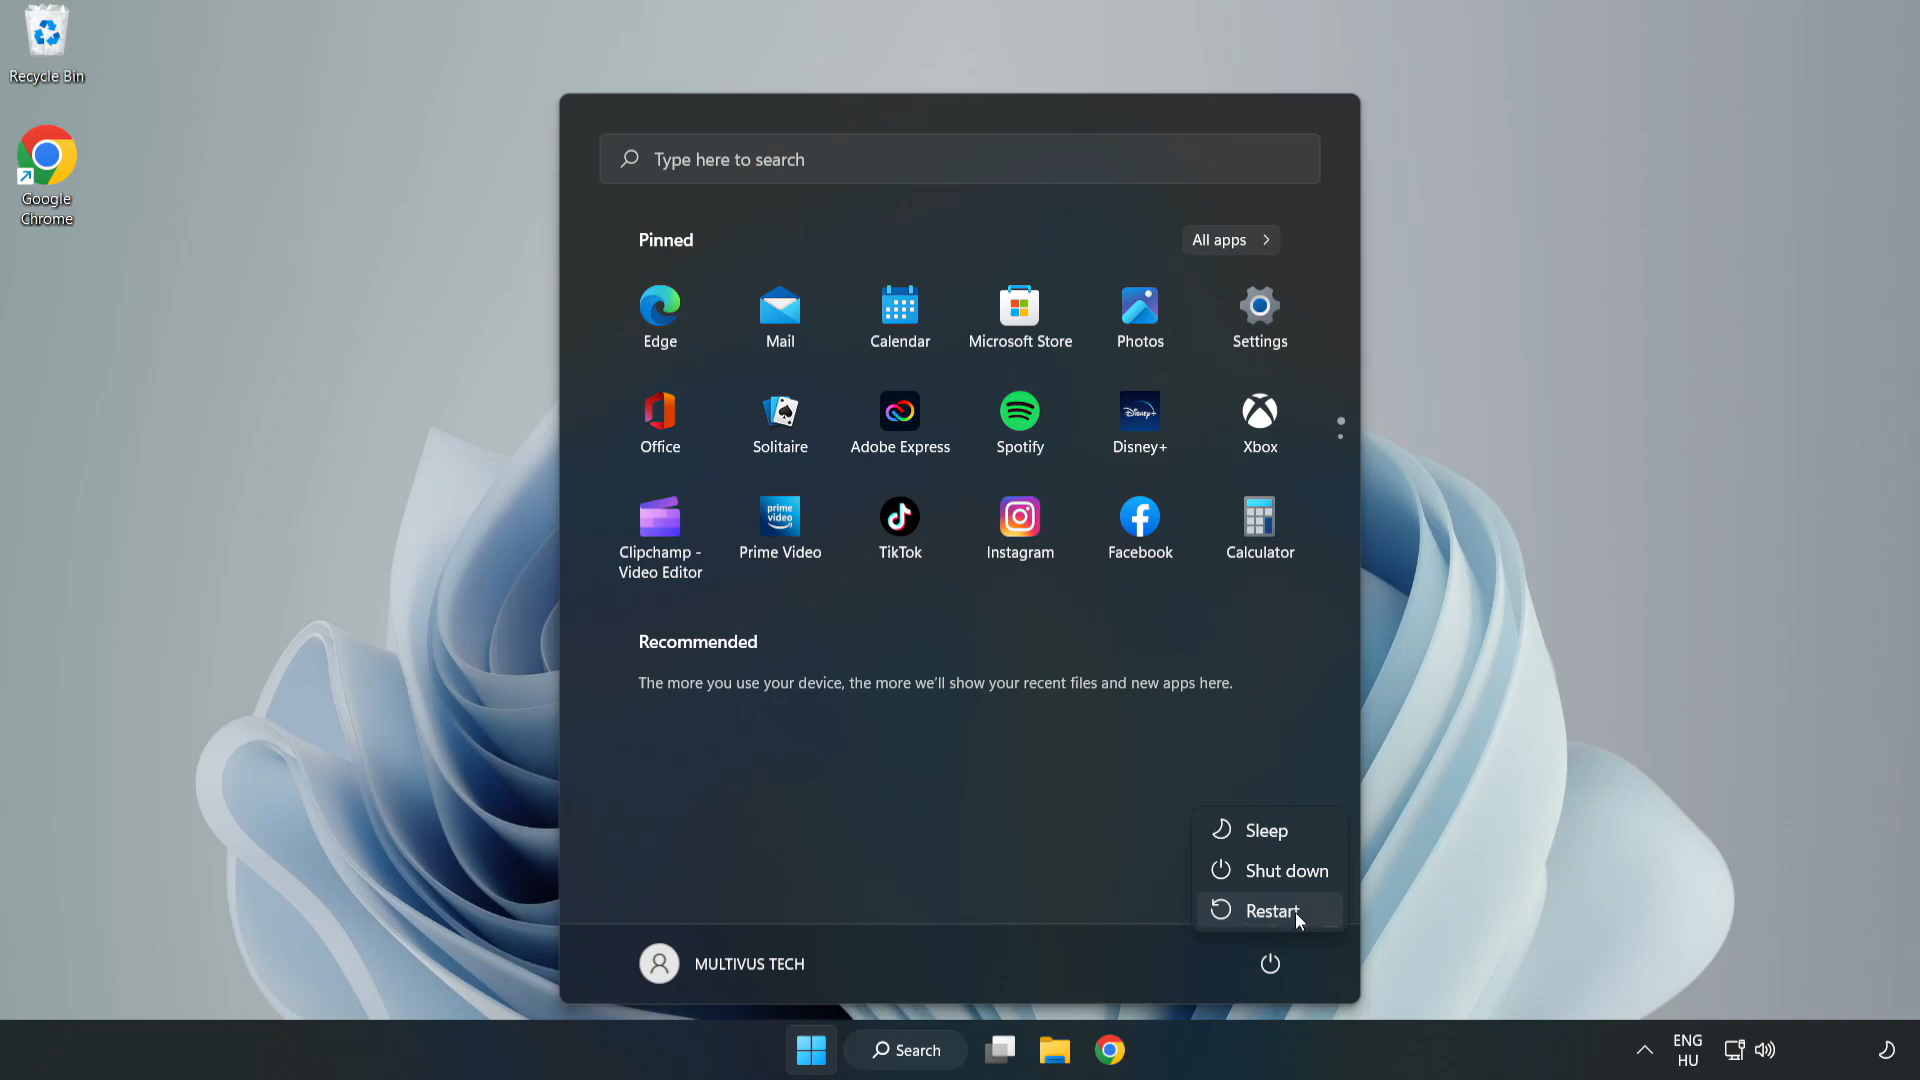 Recycle Bin
Google
Chrome
Type here to search
Pinned
All apps
Edge
Mail
Calendar
Microsoft Store
Photos
Settings
Office
Solitaire
Adobe Express
Spotify
Disney+
Disney+
Xbox
prime
video
Clipchamp -
Video Editor
Prime Video
TikTok
Instagram
Facebook
Calculator
Recommended
The more you use your device, the more we'll show your recent files and new apps here.
Sleep
Shut down
Restart
MULTIVUS TECH
Search
ENG
HU